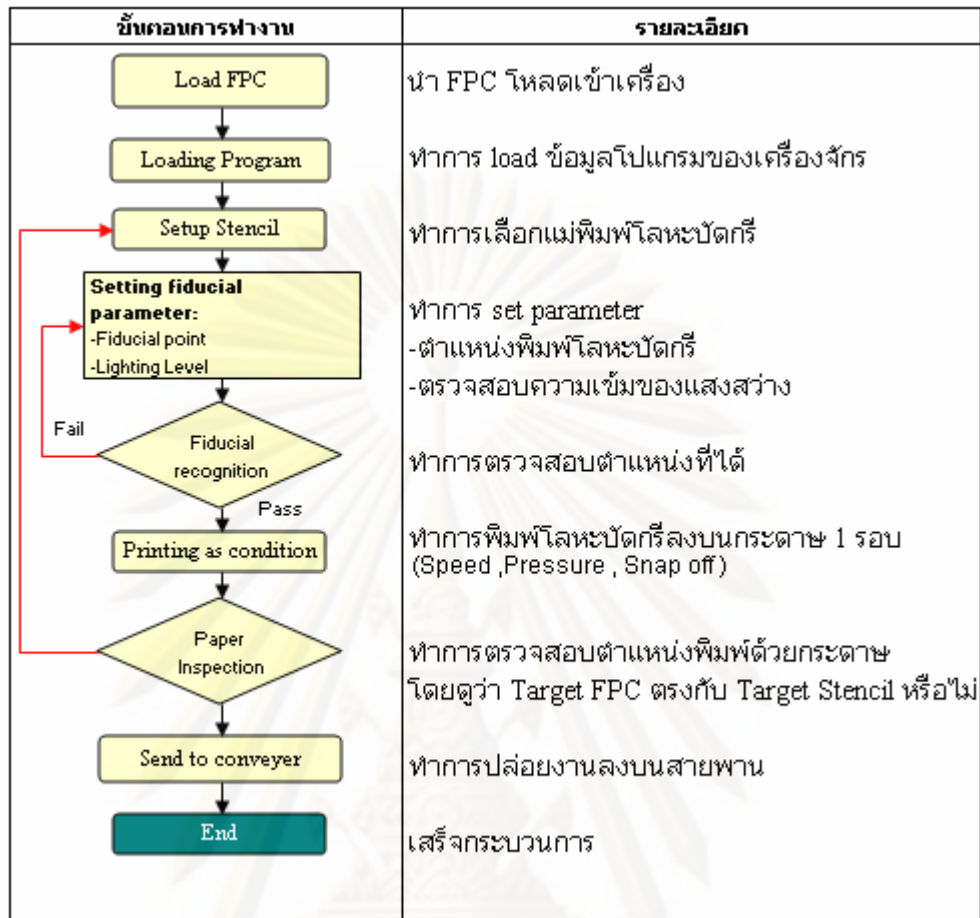 ขั้นตอนการทำงาน
รายละเอียด
Load FPC
นำ FPC โหลดเข้าเครื่อง
Loading Program
ทำการ load ข้อมูลโปแกรมของเครื่องจักร
Setup Stencil
ทำการเลือกแม่พิมพ์โลหะบัดกรี
Setting fiducial
parameter:
-Fiducial point
-Lighting Level
ทำการ set parameter
-ตำแหน่งพิมพ์โลหะบัดกรี
-ตรวจสอบความเข้มของแสงสว่าง
Fail
Fiducial
recognition
ทำการตรวจสอบตำแหน่งที่ได้
Pass
Printing as condition
ทำการพิมพ์โลหะบัดกรีลงบนกระดาษ 1 รอบ
(Speed ,Pressure , Snap off )
Paper
Inspection
ทำการตรวจสอบตำแหน่งพิมพ์ด้วยกระดาษ
โดยดูว่า Target FPC ตรงกับ Target Stencil หรือไม่
Send to conveyer
ทำการปล่อยงานลงบนสายพาน
End
เสร็จกระบวนการ